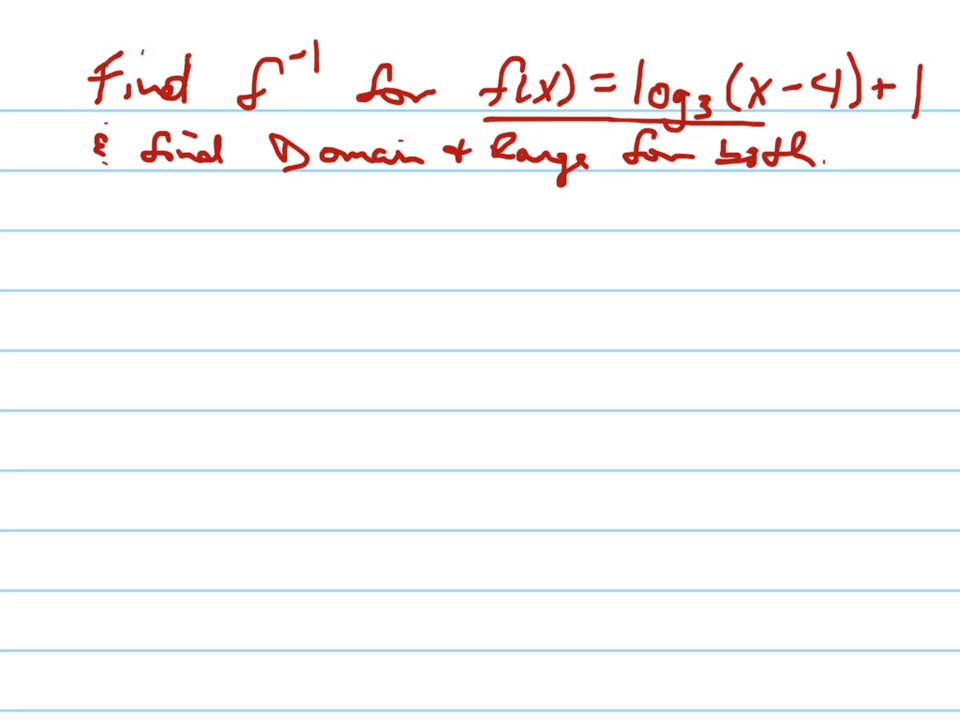 Find f⁻¹ for f(x) = log₃(x-4)+1
& find Domain + Range for both.